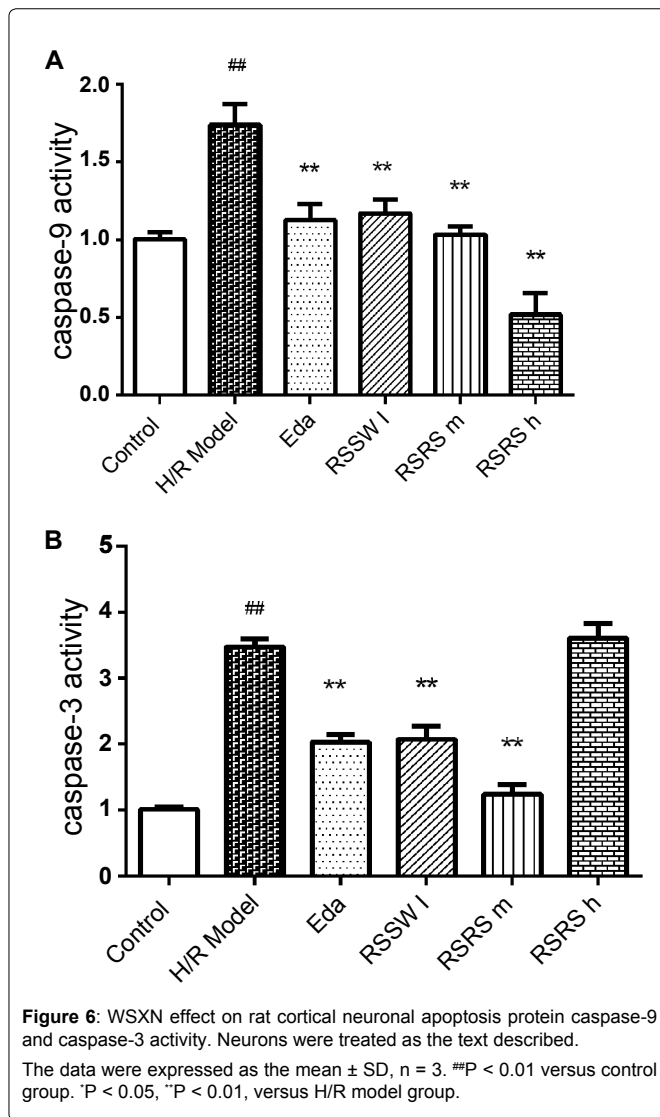 A
##
2.0
1.5
1.0
0.5
0.0
caspase-9 activity
**
**
**
**
Control
H/R Model
Eda
RSSW l
RSRS m
RSRS h
B
##
5
4
3
2
1
0
caspase-3 activity
**
**
**
Control
H/R Model
Eda
RSSW l
RSRS m
RSRS h
Figure 6: WSXN effect on rat cortical neuronal apoptosis protein caspase-9
and caspase-3 activity. Neurons were treated as the text described.
The data were expressed as the mean ± SD, n = 3. ##P < 0.01 versus control
group. *P < 0.05, **P < 0.01, versus H/R model group.